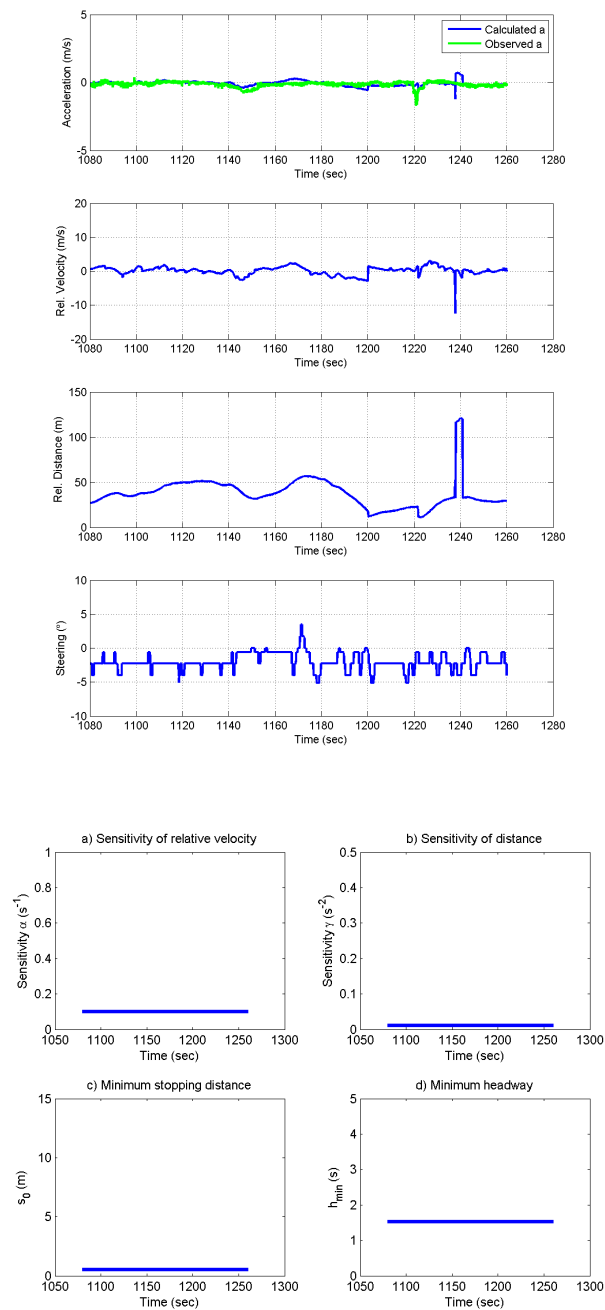 5
0
-5
1080 1100 1120 1140 1160 1180 1200 1220 1240 1260 1280
Time (sec)
Acceleration (m/s)
Calculated a
Observed a
20
10
0
-10
-20
1080 1100 1120 1140 1160 1180 1200 1220 1240 1260 1280
Time (sec)
Rel. Velocity (m/s)
150
100
50
0
1080 1100 1120 1140 1160 1180 1200 1220 1240 1260 1280
Time (sec)
Rel. Distance (m)
10
5
0
-5
-10
1080 1100 1120 1140 1160 1180 1200 1220 1240 1260 1280
Time (sec)
Steering (°)
a) Sensitivity of relative velocity
1
0.8
0.6
0.4
0.2
0
1050 1100 1150 1200 1250 1300
Time (sec)
Sensitivity α (s⁻¹)
b) Sensitivity of distance
0.5
0.4
0.3
0.2
0.1
0
1050 1100 1150 1200 1250 1300
Time (sec)
Sensitivity γ (s⁻²)
c) Minimum stopping distance
15
10
5
0
1050 1100 1150 1200 1250 1300
Time (sec)
s₀ (m)
d) Minimum headway
5
4
3
2
1
0
1050 1100 1150 1200 1250 1300
Time (sec)
h_min (s)